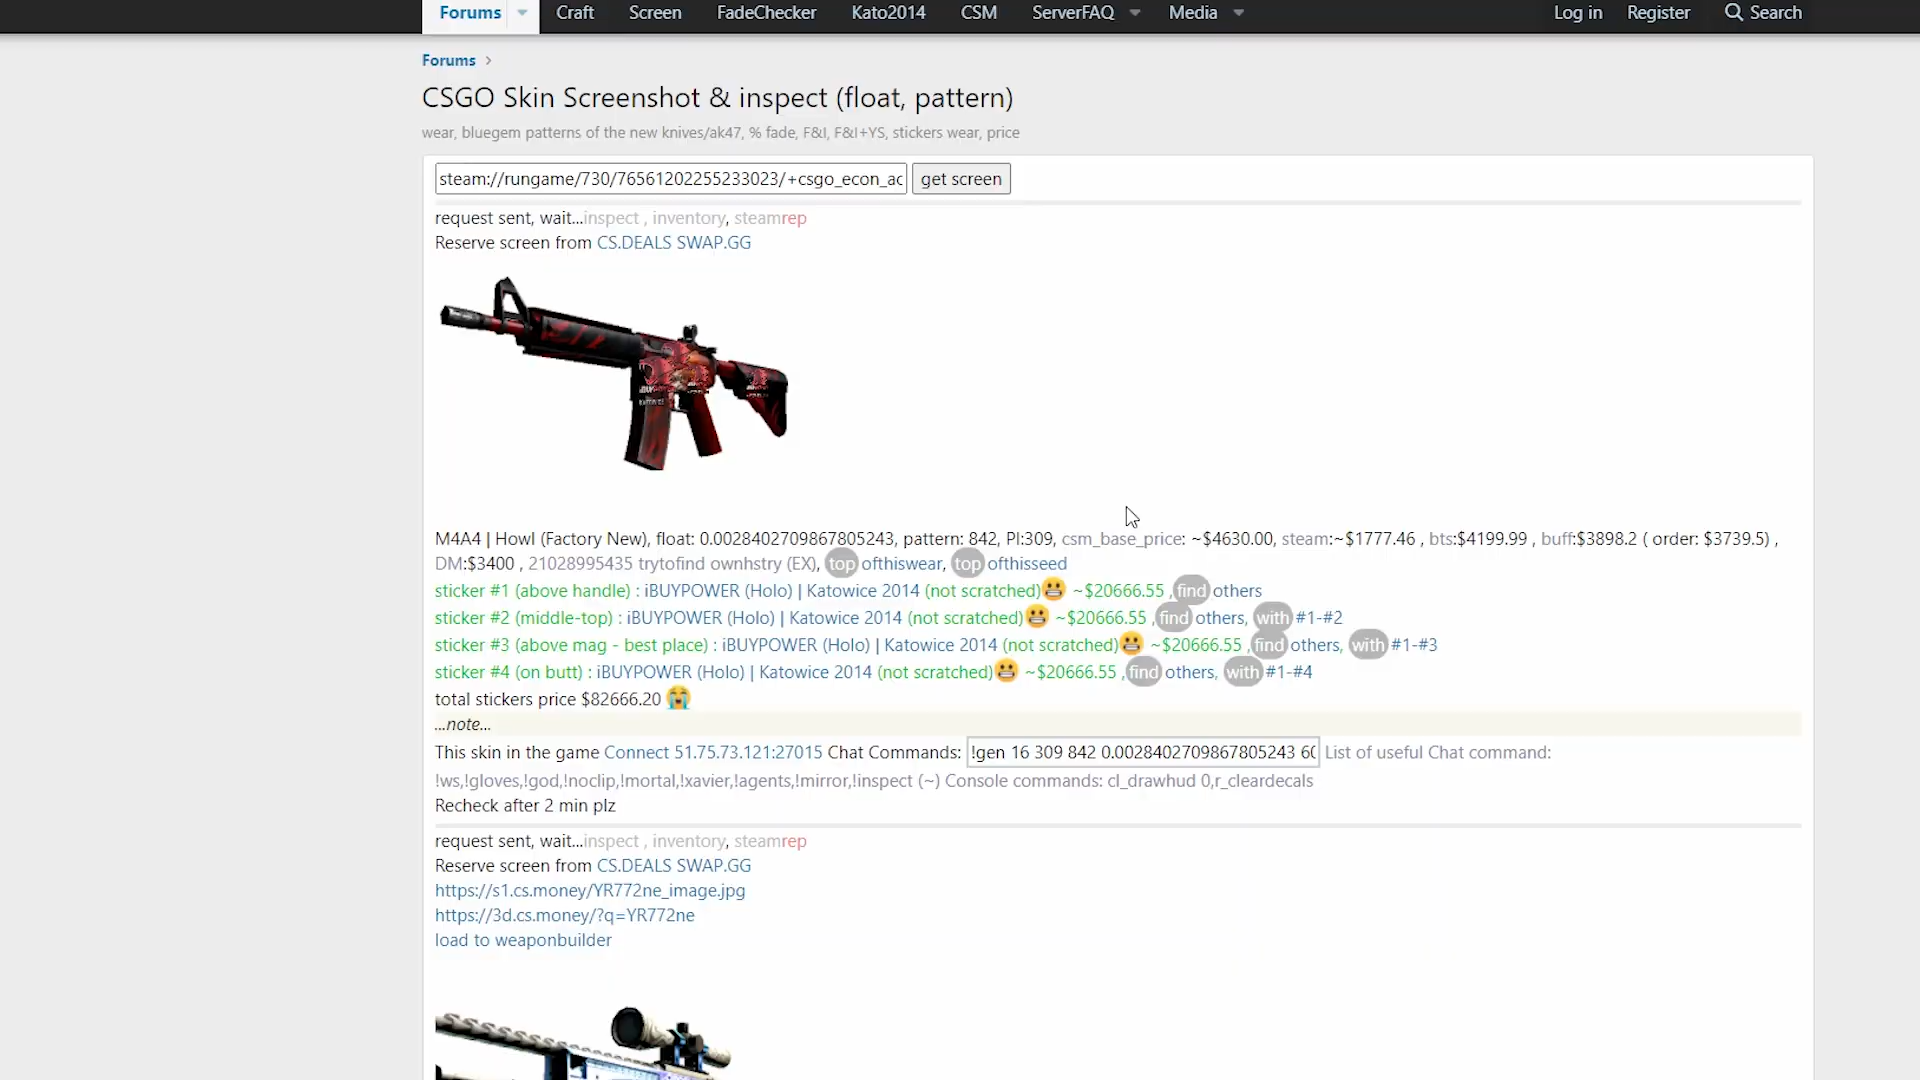 Forums Craft Screen FadeChecker Kato2014 CSM ServerFAQ Media Log in Register Search
Forums
CSGO Skin Screenshot & inspect (float, pattern)
wear, bluegem patterns of the new knives/ak47, % fade, F&I, F&I+YS, stickers wear, price
steam://rungame/730/76561202255233023/+csgo_econ_ac get screen
request sent, wait...inspect , inventory, steamrep
Reserve screen from CS.DEALS SWAP.GG
M4A4 | Howl (Factory New), float: 0.0028402709867805243, pattern: 842, PI:309, csm_base_price: ~$4630.00, steam:~$1777.46 , bts:$4199.99 , buff:$3898.2 ( order: $3739.5) ,
DM:$3400 , 21028995435 trytofind ownhstry (EX), top ofthiswear, top ofthisseed
sticker #1 (above handle) : iBUYPOWER (Holo) | Katowice 2014 (not scratched) ~$20666.55 , find others
sticker #2 (middle-top) : iBUYPOWER (Holo) | Katowice 2014 (not scratched) ~$20666.55 , find others, with #1-#2
sticker #3 (above mag - best place) : iBUYPOWER (Holo) | Katowice 2014 (not scratched) ~$20666.55 , find others, with #1-#3
sticker #4 (on butt) : iBUYPOWER (Holo) | Katowice 2014 (not scratched) ~$20666.55 , find others, with #1-#4
total stickers price $82666.20
...note...
This skin in the game Connect 51.75.73.121:27015 Chat Commands: !gen 16 309 842 0.0028402709867805243 60 List of useful Chat command:
!ws,!gloves,!god,!noclip,!mortal,!xavier,!agents,!mirror,!inspect (~) Console commands: cl_drawhud 0,r_cleardecals
Recheck after 2 min plz
request sent, wait...inspect , inventory, steamrep
Reserve screen from CS.DEALS SWAP.GG
https://s1.cs.money/YR772ne_image.jpg
https://3d.cs.money/?q=YR772ne
load to weaponbuilder